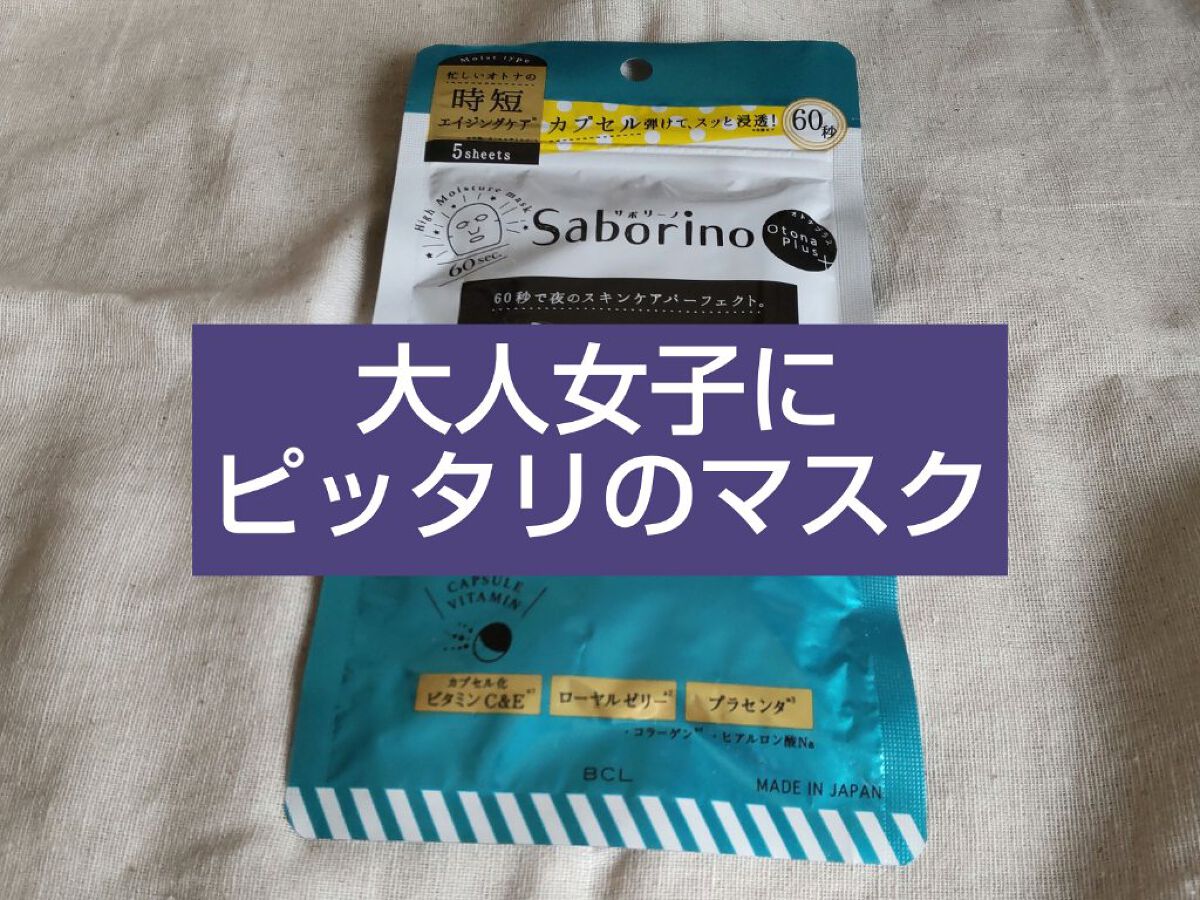 Moist type
忙しいオトナの
時短
エイジングケア
5sheets
カプセル弾けて、スッと浸透!
60秒
High Moisture mask
60sec.
サボリーノ
Saborino
オトナプラス
Otona
Plus
60秒で夜のスキンケアパーフェクト。
大人女子に
ピッタリのマスク
CAPSULE
VITAMIN
カプセル化
ビタミンC&E
ローヤルゼリー
プラセンタ
・コラーゲン ・ヒアルロン酸Na
BCL
MADE IN JAPAN